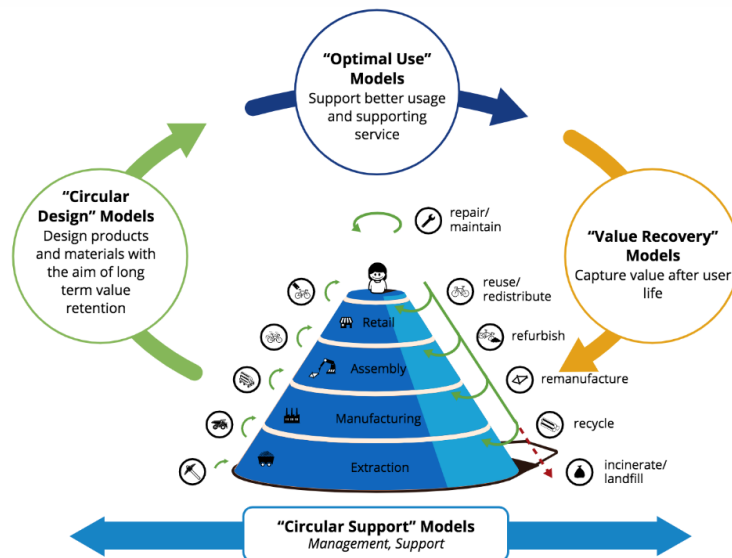 “Optimal Use”
Models
Support better usage
and supporting
service
“Circular
Design” Models
Design products
and materials with
the aim of long
term value
retention
“Value Recovery”
Models
Capture value after user
life
repair/
maintain
reuse/
redistribute
refurbish
remanufacture
recycle
incinerate/
landfill
Retail
Assembly
Manufacturing
Extraction
“Circular Support” Models
Management, Support